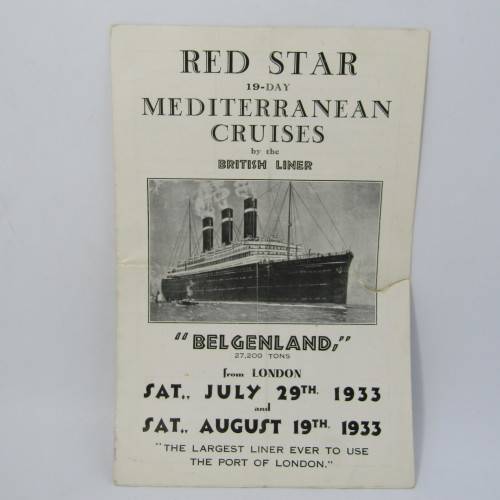 RED STAR
19-DAY
MEDITERRANEAN
CRUISES
by the
BRITISH LINER
"BELGENLAND,"
27,200 TONS
from LONDON
SAT., JULY 29TH. 1933
and
SAT., AUGUST 19TH. 1933
"THE LARGEST LINER EVER TO USE
THE PORT OF LONDON."